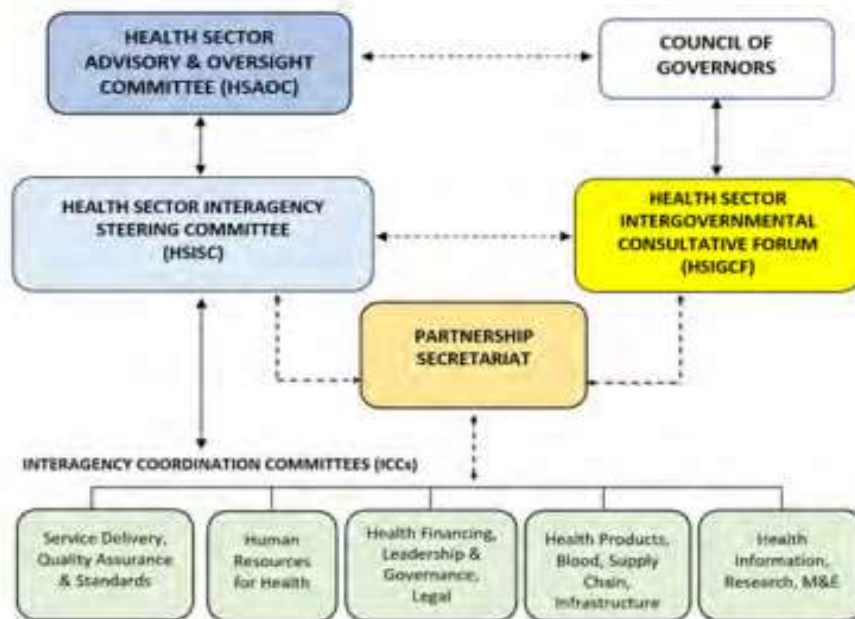 HEALTH SECTOR
ADVISORY & OVERSIGHT
COMMITTEE (HSAOC)
COUNCIL OF
GOVERNORS
HEALTH SECTOR INTERAGENCY
STEERING COMMITTEE
(HSISC)
HEALTH SECTOR
INTERGOVERNMENTAL
CONSULTATIVE FORUM
(HSIGCF)
PARTNERSHIP
SECRETARIAT
INTERAGENCY COORDINATION COMMITTEES (ICCs)
Service Delivery,
Quality Assurance
& Standards
Human
Resources
for Health
Health Financing,
Leadership &
Governance,
Legal
Health Products,
Blood, Supply
Chain,
Infrastructure
Health
Information,
Research, M&E